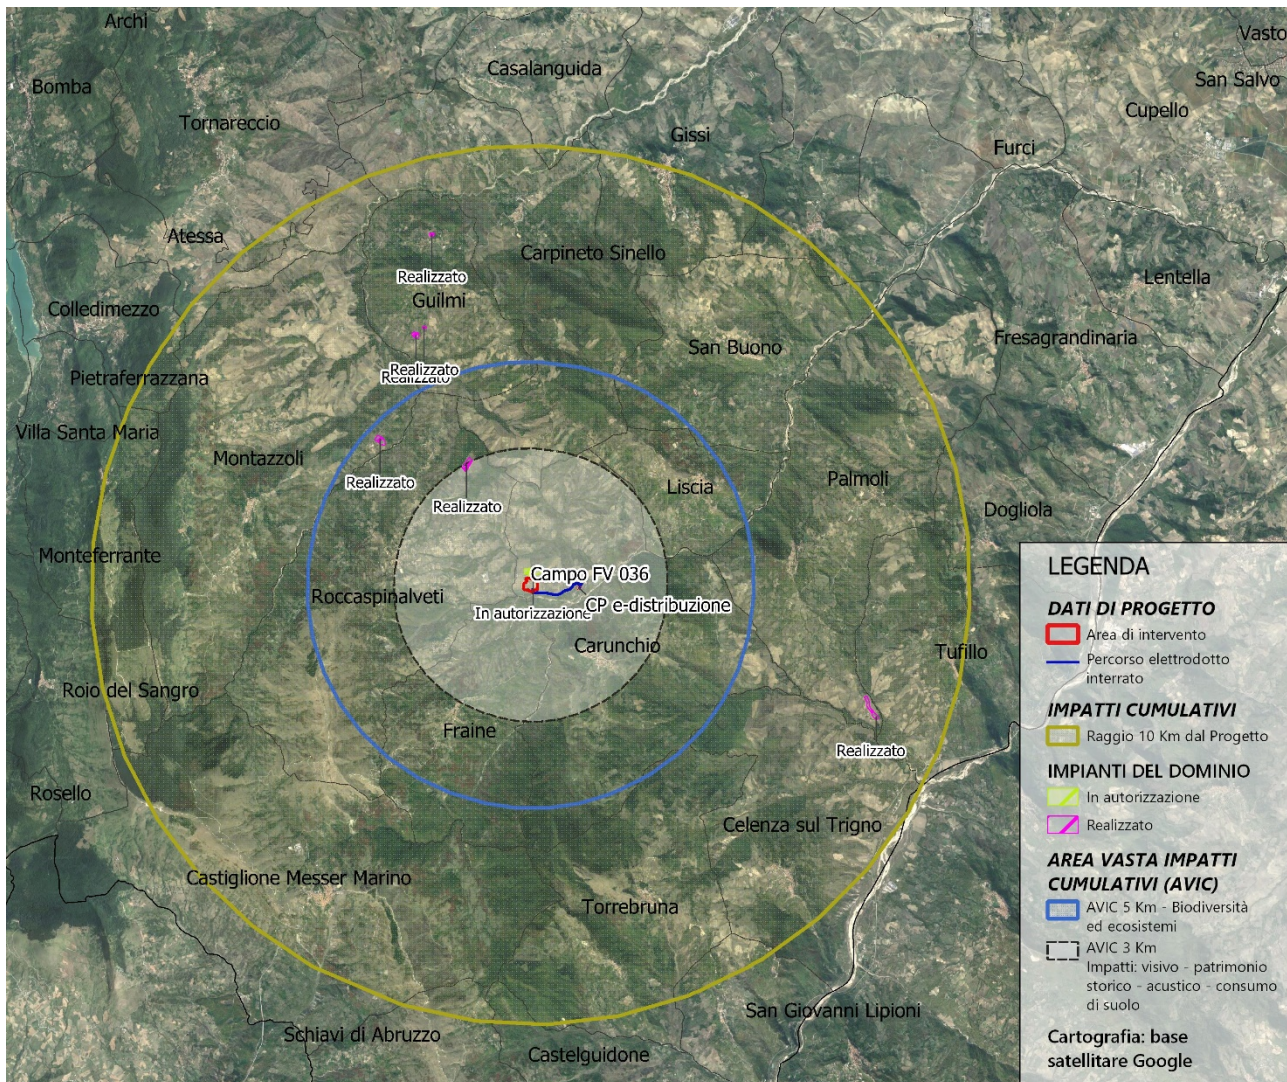 Archi
Vasto
Casalanguida
San Salvo
Bomba
Cupello
Tornareccio
Gissi
Furci
Atessa
Carpineto Sinello
Realizzato
Lentella
Guilmi
Colledimezzo
Fresagrandinaria
San Buono
Realizzato
Realizzato
Pietraferrazzana
Villa Santa Maria
Montazzoli
Realizzato
Liscia
Palmoli
Realizzato
Dogliola
Monteferrante
Campo FV 036
Roccaspinalveti
In autorizzazione
CP e-distribuzione
Carunchio
Tufillo
Roio del Sangro
Fraine
Realizzato
Rosello
Celenza sul Trigno
Castiglione Messer Marino
Torrebruna
San Giovanni Lipioni
Schiavi di Abruzzo
Castelguidone
LEGENDA
DATI DI PROGETTO
Area di intervento
Percorso elettrodotto
interrato
IMPATTI CUMULATIVI
Raggio 10 Km dal Progetto
IMPIANTI DEL DOMINIO
In autorizzazione
Realizzato
AREA VASTA IMPATTI
CUMULATIVI (AVIC)
AVIC 5 Km - Biodiversità
ed ecosistemi
AVIC 3 Km
Impatti: visivo - patrimonio
storico - acustico - consumo
di suolo
Cartografia: base
satellitare Google